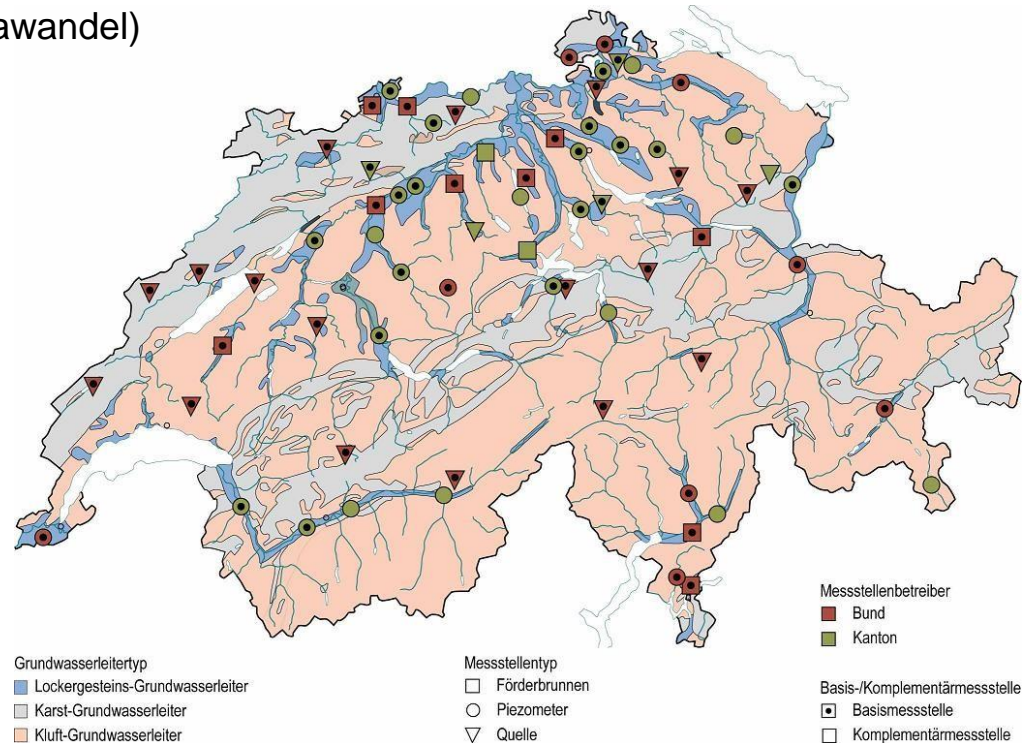 awandel)
Grundwasserleitertyp
Lockergesteins-Grundwasserleiter
Karst-Grundwasserleiter
Kluft-Grundwasserleiter
Messstellentyp
Förderbrunnen
Piezometer
Quelle
Messstellenbetreiber
Bund
Kanton
Basis-/Komplementärmessstelle
Basismessstelle
Komplementärmessstelle